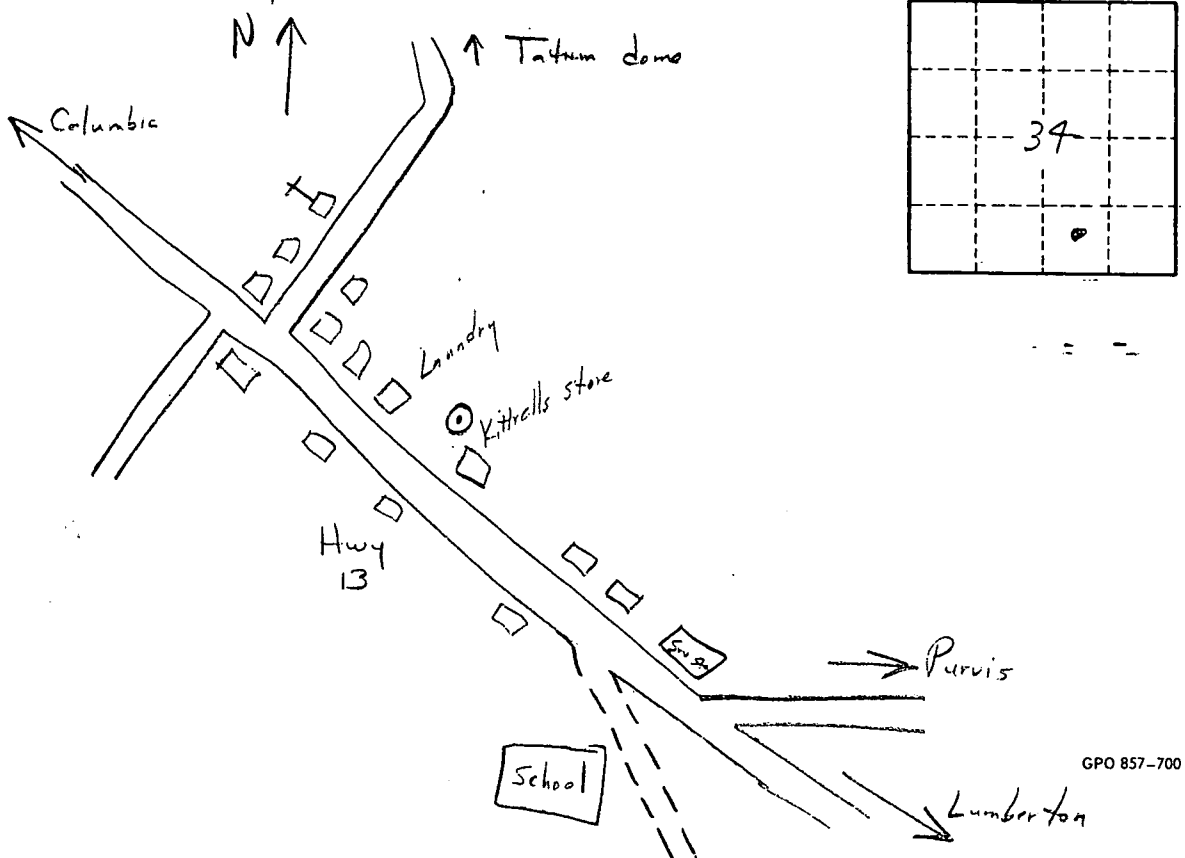 N
↑ Tatum dome
Columbia
34
Laundry
Kittrells store
Hwy
13
Purvis
School
GPO 857–700
Lumberton